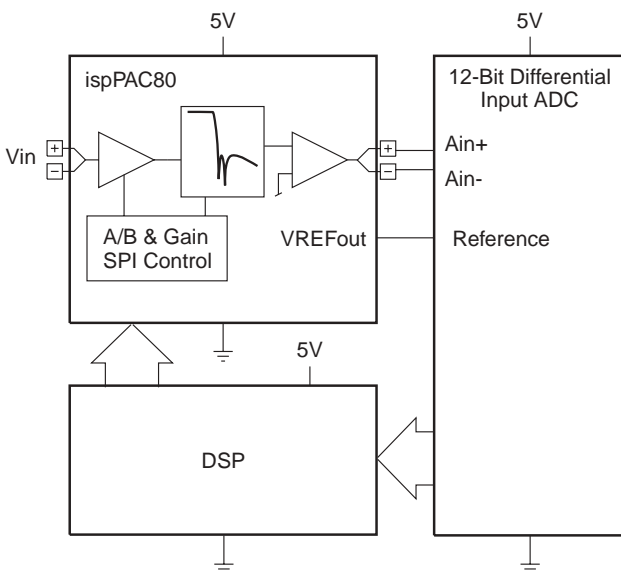 5V
5V
ispPAC80
12-Bit Differential
Input ADC
Vin
+
−
+
−
Ain+
Ain-
A/B & Gain
SPI Control
VREFout
Reference
5V
DSP